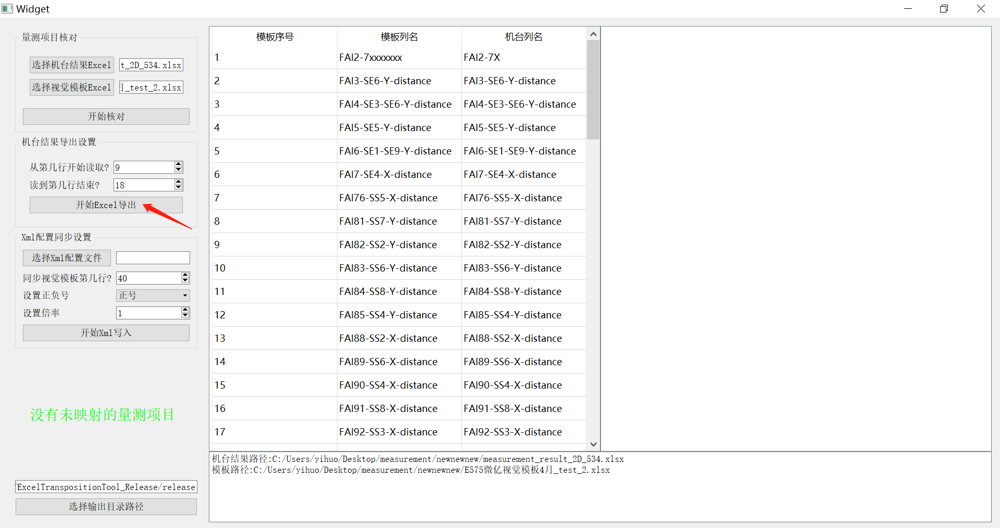 Widget
量测项目核对
选择机台结果Excel t_2D_534.xlsx
选择视觉模板Excel _test_2.xlsx
开始核对
机台结果导出设置
从第几行开始读取? 9
读到第几行结束? 18
开始Excel导出
Xml配置同步设置
选择Xml配置文件
同步视觉模板第几行? 40
设置正负号 正号
设置倍率 1
开始Xml写入
没有未映射的量测项目
/ExcelTranspositionTool_Release/release
选择输出目录路径
模板序号 模板列名 机台列名
1 FAI2-7xxxxxxx FAI2-7X
2 FAI3-SE6-Y-distance FAI3-SE6-Y-distance
3 FAI4-SE3-SE6-Y-distance FAI4-SE3-SE6-Y-distance
4 FAI5-SE5-Y-distance FAI5-SE5-Y-distance
5 FAI6-SE1-SE9-Y-distance FAI6-SE1-SE9-Y-distance
6 FAI7-SE4-X-distance FAI7-SE4-X-distance
7 FAI76-SS5-X-distance FAI76-SS5-X-distance
8 FAI81-SS7-Y-distance FAI81-SS7-Y-distance
9 FAI82-SS2-Y-distance FAI82-SS2-Y-distance
10 FAI83-SS6-Y-distance FAI83-SS6-Y-distance
11 FAI84-SS8-Y-distance FAI84-SS8-Y-distance
12 FAI85-SS4-Y-distance FAI85-SS4-Y-distance
13 FAI88-SS2-X-distance FAI88-SS2-X-distance
14 FAI89-SS6-X-distance FAI89-SS6-X-distance
15 FAI90-SS4-X-distance FAI90-SS4-X-distance
16 FAI91-SS8-X-distance FAI91-SS8-X-distance
17 FAI92-SS3-X-distance FAI92-SS3-X-distance
机台结果路径:C:/Users/yihuo/Desktop/measurement/newnewnew/measurement_result_2D_534.xlsx
模板路径:C:/Users/yihuo/Desktop/measurement/newnewnew/E575微亿视觉模板4月_test_2.xlsx